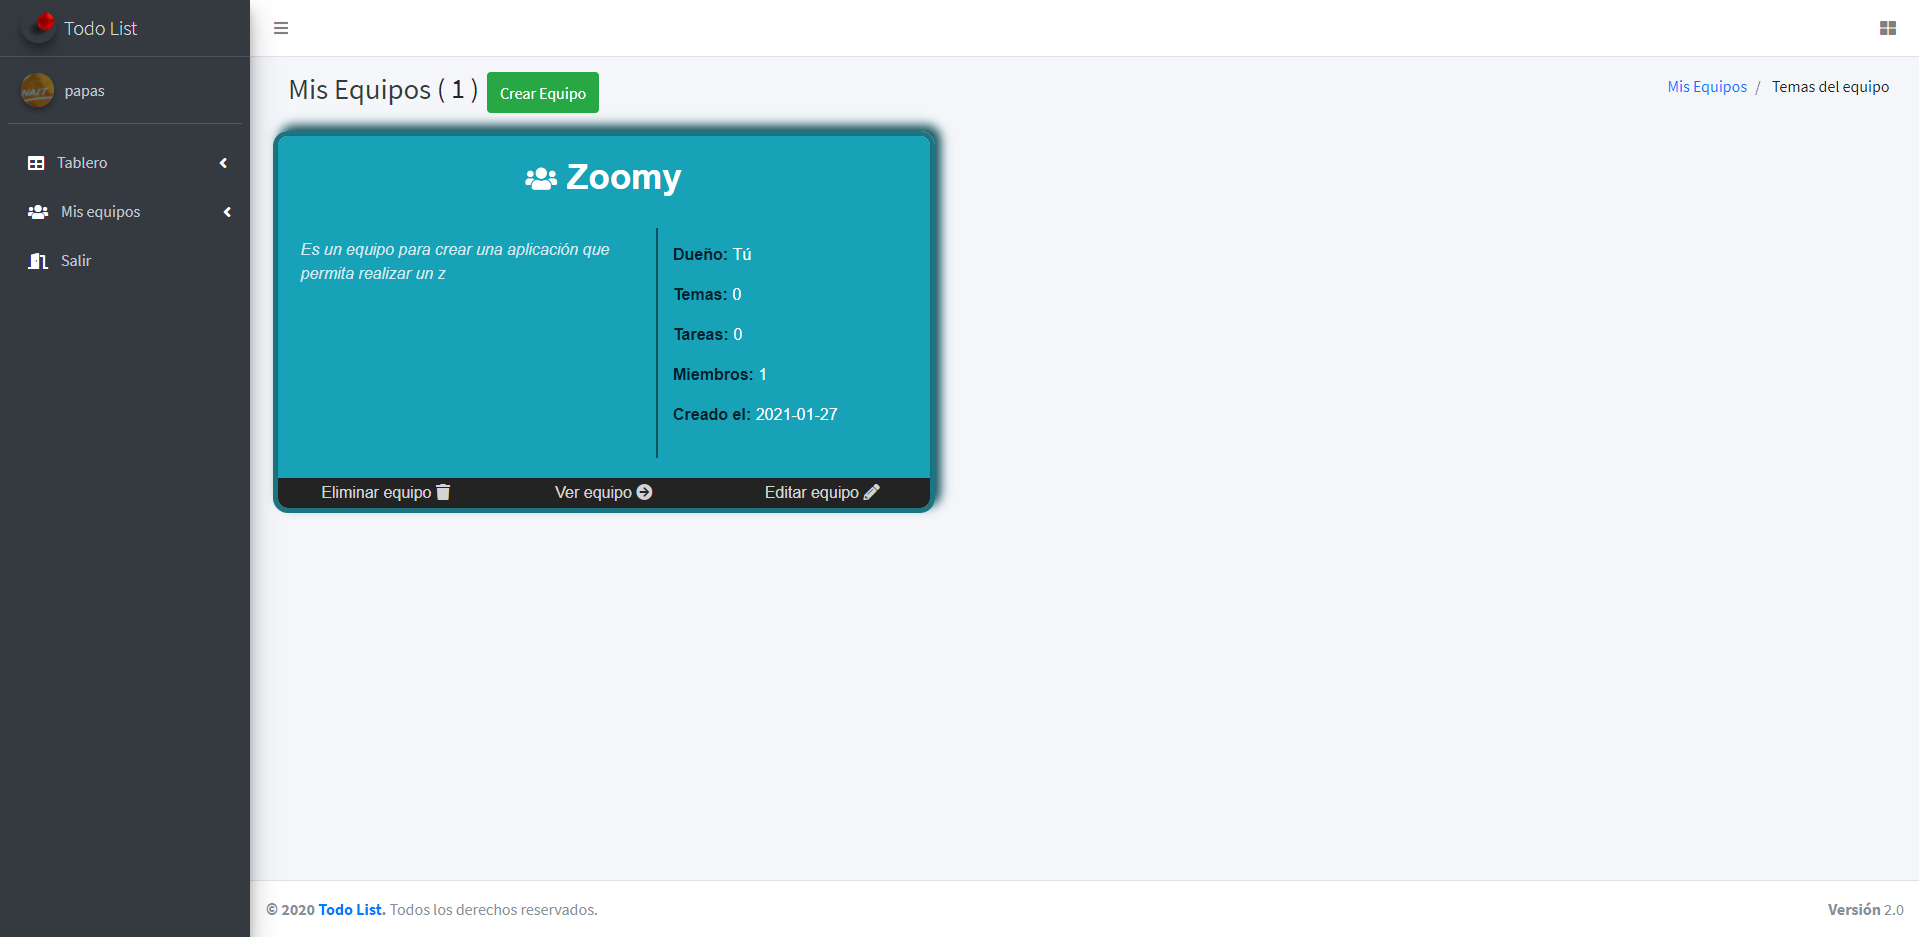 Todo List
papas
Tablero
Mis equipos
Salir
Mis Equipos ( 1 )
Crear Equipo
Mis Equipos / Temas del equipo
Zoomy
Es un equipo para crear una aplicación que
permita realizar un z
Dueño: Tú
Temas: 0
Tareas: 0
Miembros: 1
Creado el: 2021-01-27
Eliminar equipo
Ver equipo
Editar equipo
© 2020 Todo List. Todos los derechos reservados.
Versión 2.0